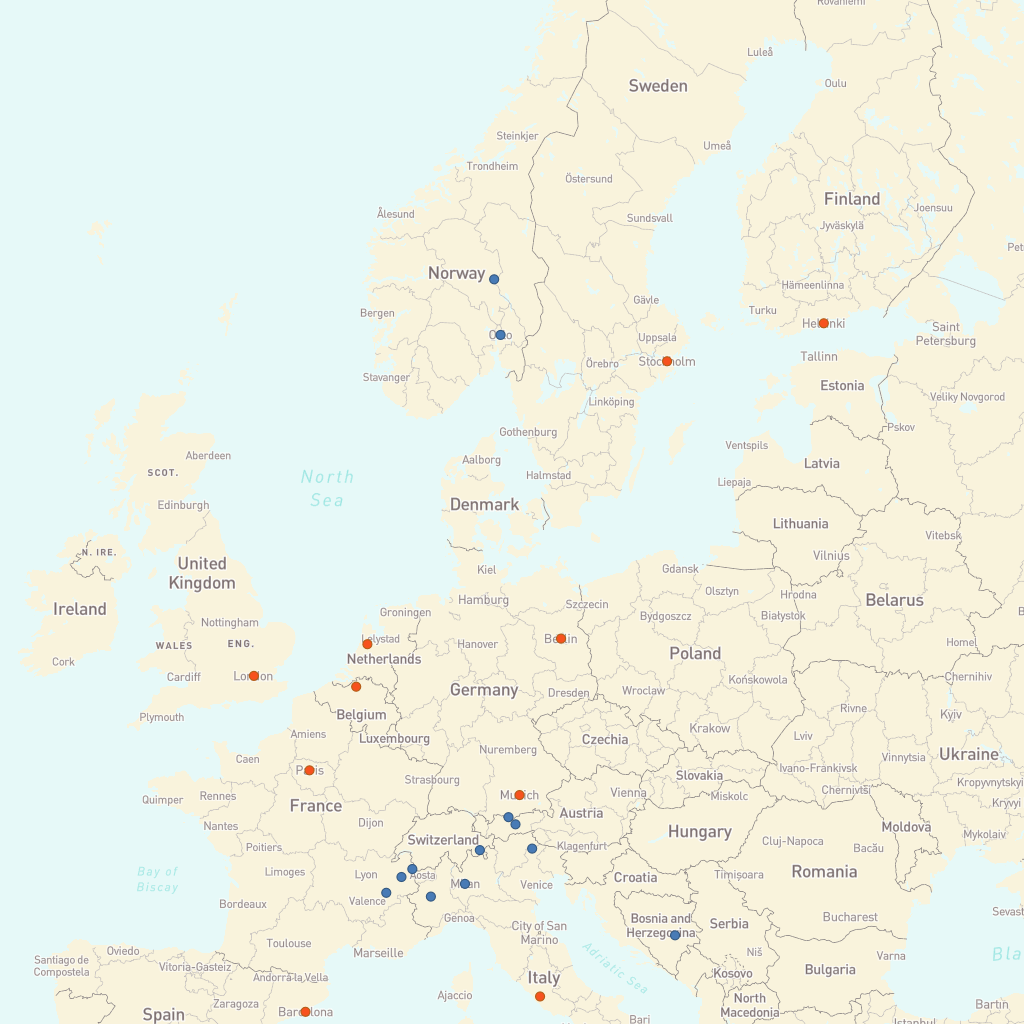 Rovaniemi
Luleå
Sweden
Oulu
Steinkjer
Umeå
Trondheim
Östersund
Finland
Joensuu
Ålesund
Sundsvall
Jyväskylä
Norway
Hämeenlinna
Gävle
Bergen
Turku
Helsinki
Oslo
Uppsala
Saint
Petersburg
Tallinn
Stockholm
Örebro
Stavanger
Estonia
Linköping
Veliky Novgorod
Pskov
Gothenburg
Ventspils
Aberdeen
Aalborg
Latvia
SCOT.
North
Sea
Halmstad
Liepaja
Edinburgh
Denmark
Lithuania
Vitebsk
N. IRE.
Vilnius
United
Kingdom
Kiel
Gdansk
Olsztyn
Hrodna
Belarus
Hamburg
Szczecin
Ireland
Groningen
Bydgoszcz
Białystok
Nottingham
Lelystad
Berlin
WALES
ENG.
Hanover
Homel
Netherlands
Poland
Cork
Cardiff
London
Końskowola
Chernihiv
Germany
Dresden
Wroclaw
Plymouth
Belgium
Rivne
Kyiv
Amiens
Luxembourg
Czechia
Krakow
Lviv
Nuremberg
Ukraine
Caen
Vinnytsia
Paris
Strasbourg
Slovakia
Ivano-Frankivsk
Kropyvnytskyi
Quimper
Rennes
Munich
Vienna
Miskolc
Chernivtsi
Kryvyi
France
Austria
Nantes
Dijon
Hungary
Moldova
Mykolaiv
Poitiers
Switzerland
Klagenfurt
Cluj-Napoca
Bacău
Bay of
Biscay
Limoges
Lyon
Aosta
Milan
Venice
Croatia
Timișoara
Romania
Bordeaux
Valence
Genoa
City of San
Marino
Bosnia and
Herzegovina
Serbia
Bucharest
Sevast
Toulouse
Marseille
Adriatic Sea
Niš
Varna
Bla
Oviedo
Santiago de
Compostela
Vitoria-Gasteiz
Andorra la Vella
Italy
Kosovo
Bulgaria
Zaragoza
Ajaccio
North
Macedonia
Bartin
Spain
Barcelona
Bari
Istanbul